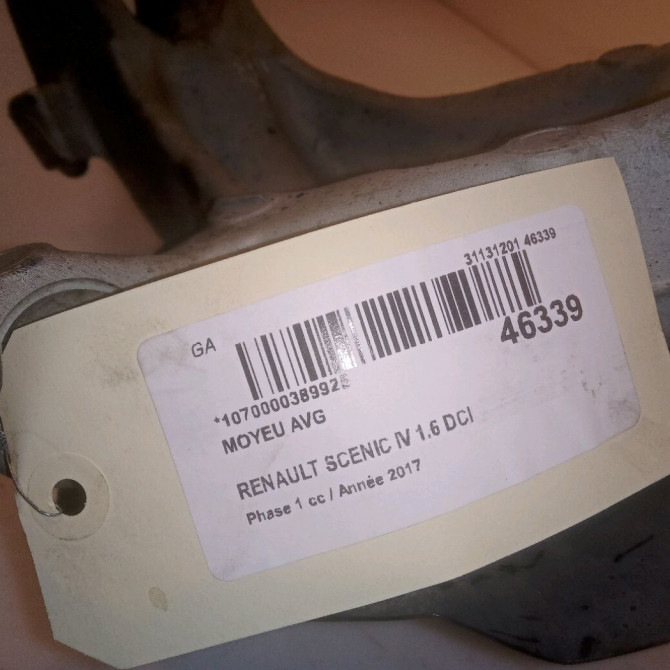 31131201 46339
GA
46339
*107000038992
MOYEU AVG
RENAULT SCENIC IV 1.6 DCI
Phase 1 cc / Année 2017